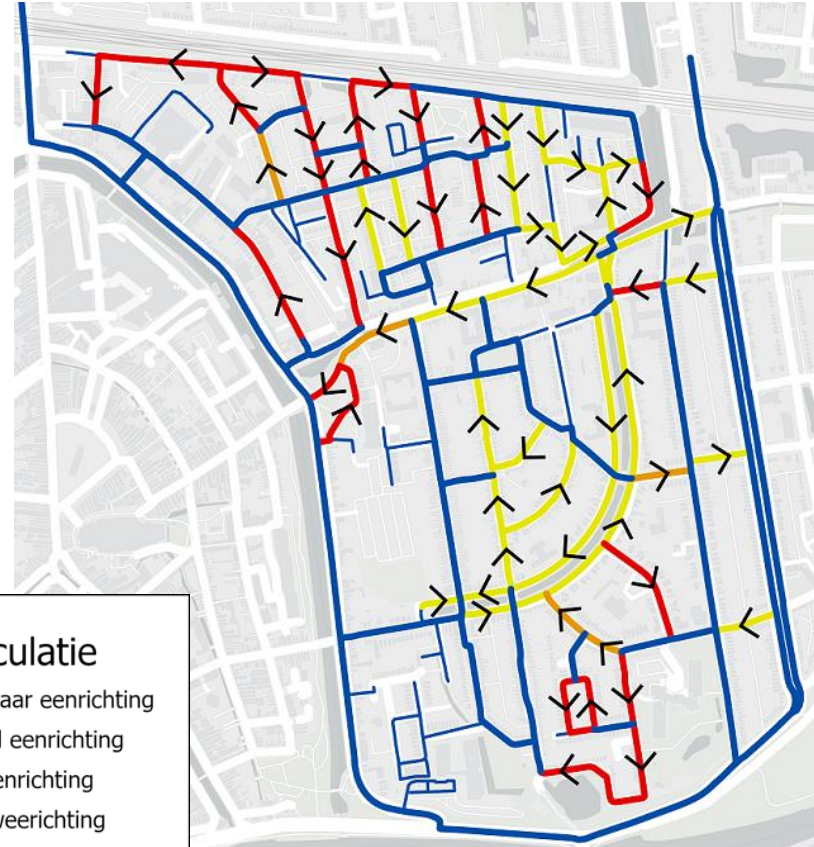 culatie
aar eenrichting
l eenrichting
enrichting
weerichting